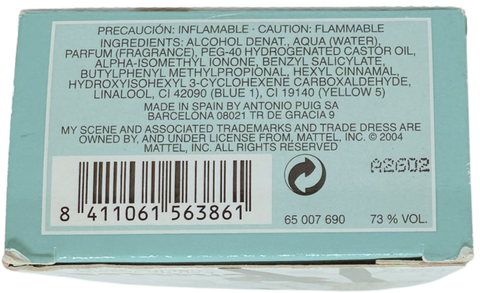 PRECAUCIÓN: INFLAMABLE - CAUTION: FLAMMABLE
INGREDIENTS: ALCOHOL DENAT., AQUA (WATER),
PARFUM (FRAGRANCE), PEG-40 HYDROGENATED CASTOR OIL,
ALPHA-ISOMETHYL IONONE, BENZYL SALICYLATE,
BUTYLPHENYL METHYLPROPIONAL, HEXYL CINNAMAL,
HYDROXYISOHEXYL 3-CYCLOHEXENE CARBOXALDEHYDE,
LINALOOL, CI 42090 (BLUE 1), CI 19140 (YELLOW 5)
MADE IN SPAIN BY ANTONIO PUIG SA
BARCELONA 08021 TR DE GRACIA 9
MY SCENE AND ASSOCIATED TRADEMARKS AND TRADE DRESS ARE
OWNED BY, AND UNDER LICENSE FROM, MATTEL, INC. © 2004
MATTEL, INC. ALL RIGHTS RESERVED
A2602
8 411061 563861
65 007 690 73 % VOL.